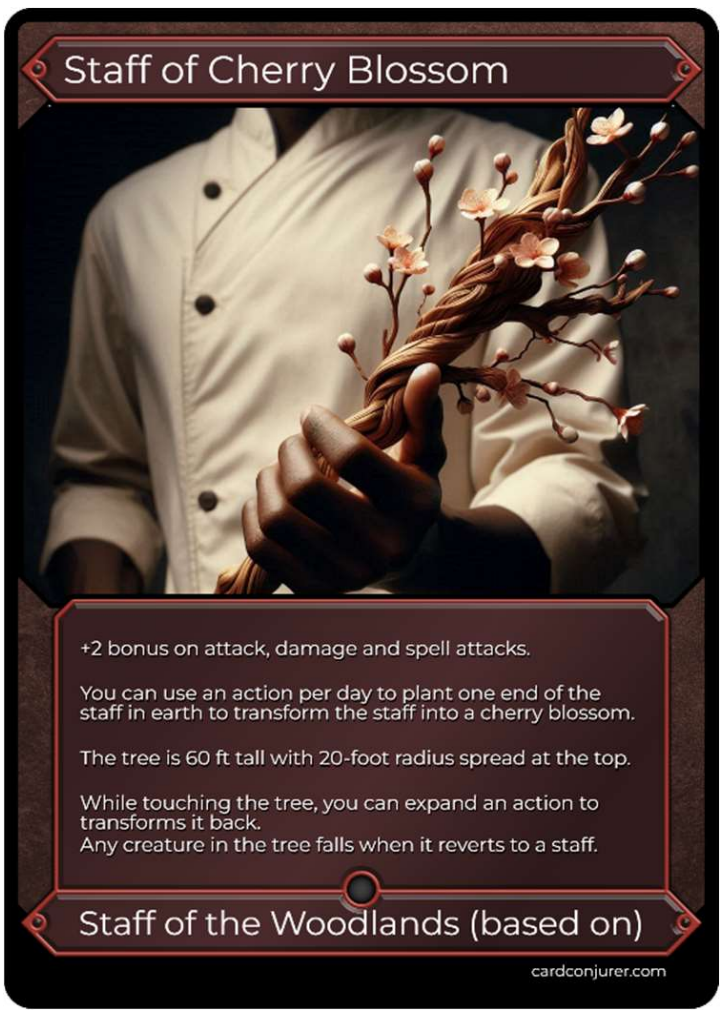 Staff of Cherry Blossom
+2 bonus on attack, damage and spell attacks.
You can use an action per day to plant one end of the
staff in earth to transform the staff into a cherry blossom.
The tree is 60 ft tall with 20-foot radius spread at the top.
While touching the tree, you can expand an action to
transforms it back.
Any creature in the tree falls when it reverts to a staff.
Staff of the Woodlands (based on)
cardconjurer.com